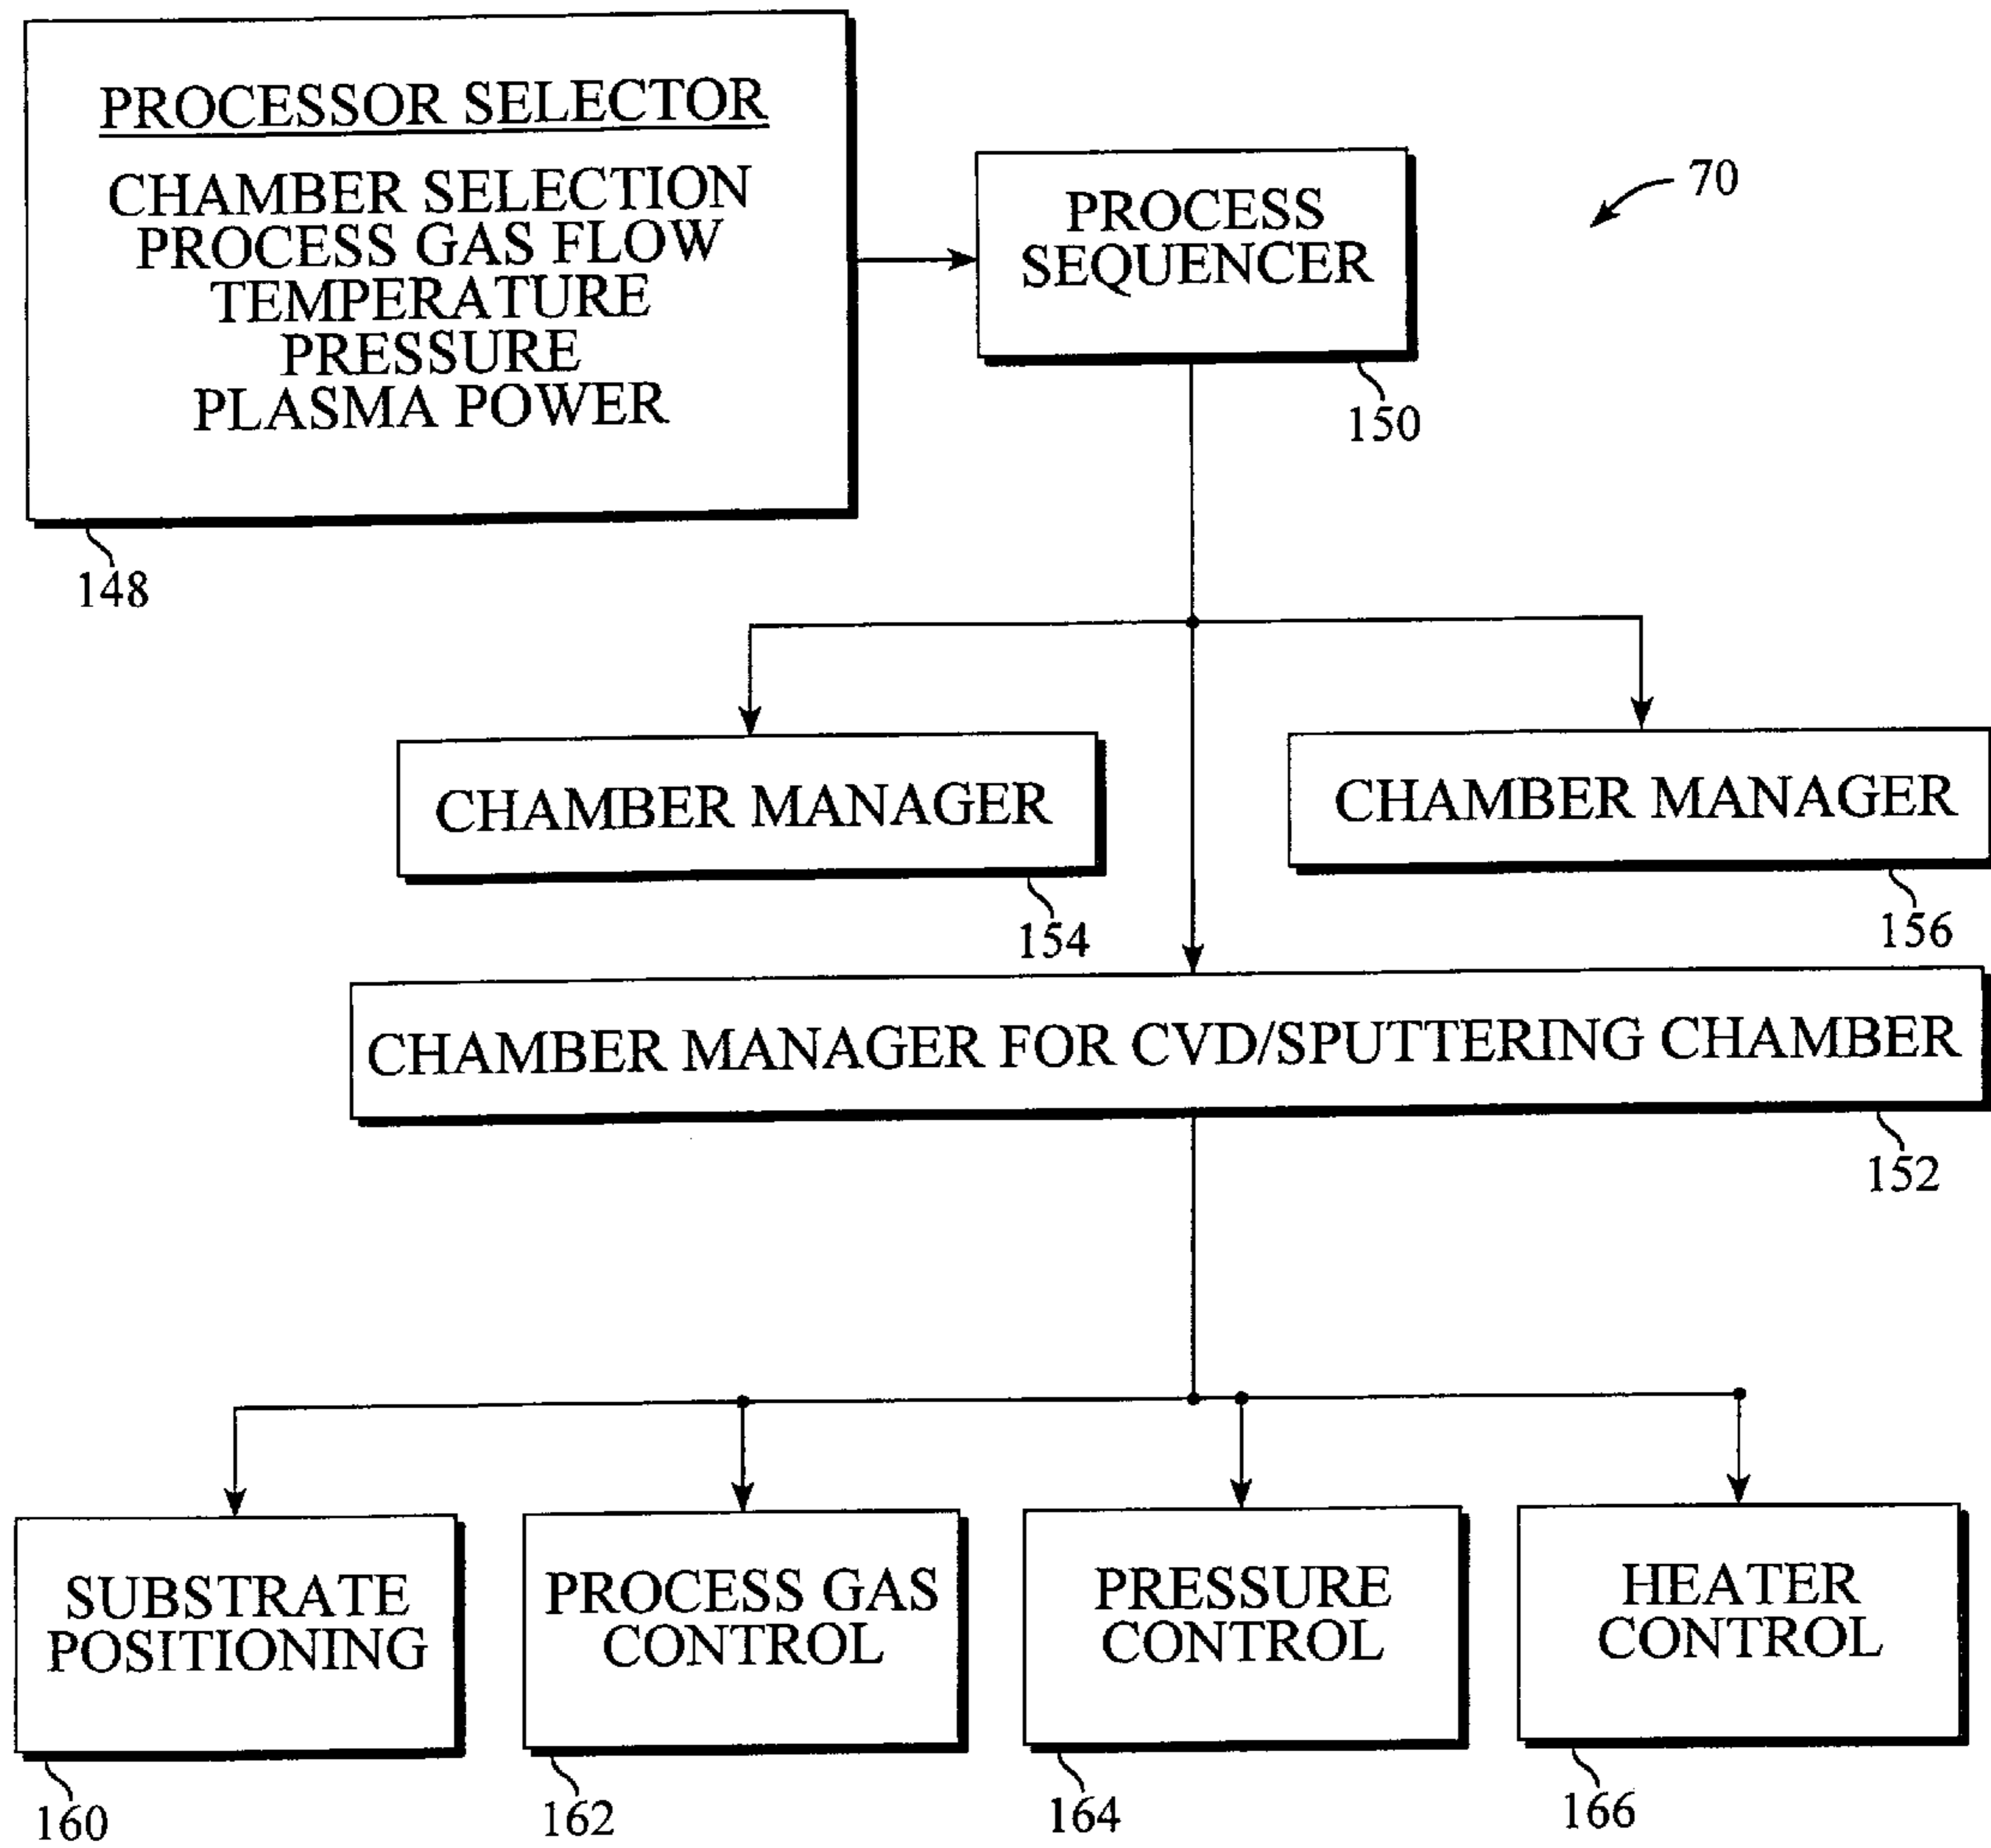 PROCESSOR SELECTOR
CHAMBER SELECTION
PROCESS GAS FLOW
TEMPERATURE
PRESSURE
PLASMA POWER
148
PROCESS
SEQUENCER
150
70
CHAMBER MANAGER
154
CHAMBER MANAGER
156
CHAMBER MANAGER FOR CVD/SPUTTERING CHAMBER
152
SUBSTRATE
POSITIONING
160
PROCESS GAS
CONTROL
162
PRESSURE
CONTROL
164
HEATER
CONTROL
166